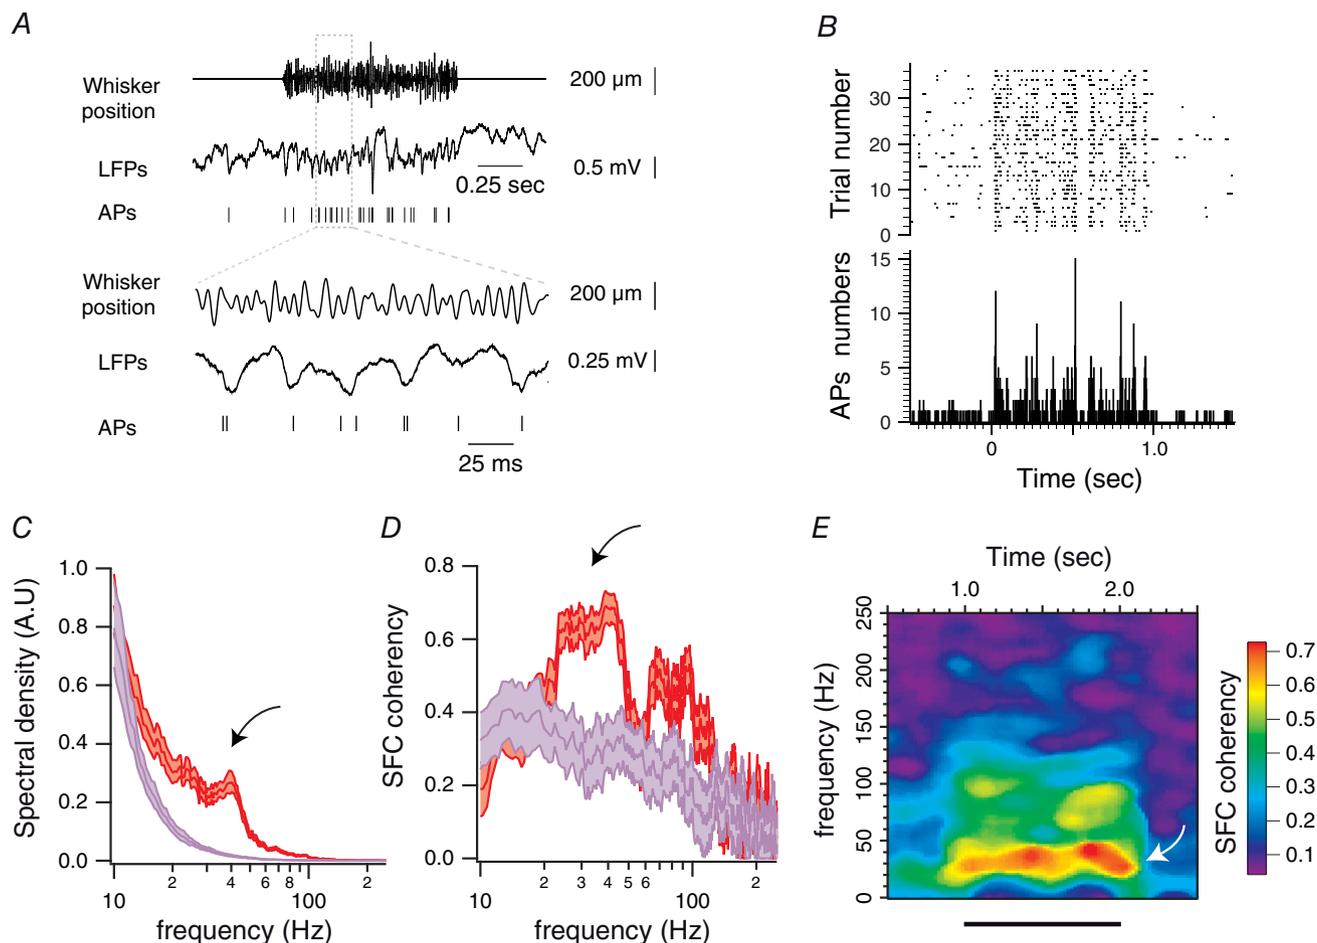 A
Whisker
position
200 µm
LFPs
0.5 mV
0.25 sec
APs
Whisker
position
200 µm
LFPs
0.25 mV
APs
25 ms
B
Trial number
30
20
10
0
APs numbers
15
10
5
0
0
1.0
Time (sec)
C
Spectral density (A.U)
1.0
0.8
0.6
0.4
0.2
0.0
10
2
4
6
8
100
2
frequency (Hz)
D
SFC coherency
0.8
0.6
0.4
0.2
0.0
10
2
3
4
5
6
100
2
frequency (Hz)
E
Time (sec)
1.0
2.0
frequency (Hz)
250
200
150
100
50
0
SFC coherency
0.7
0.6
0.5
0.4
0.3
0.2
0.1